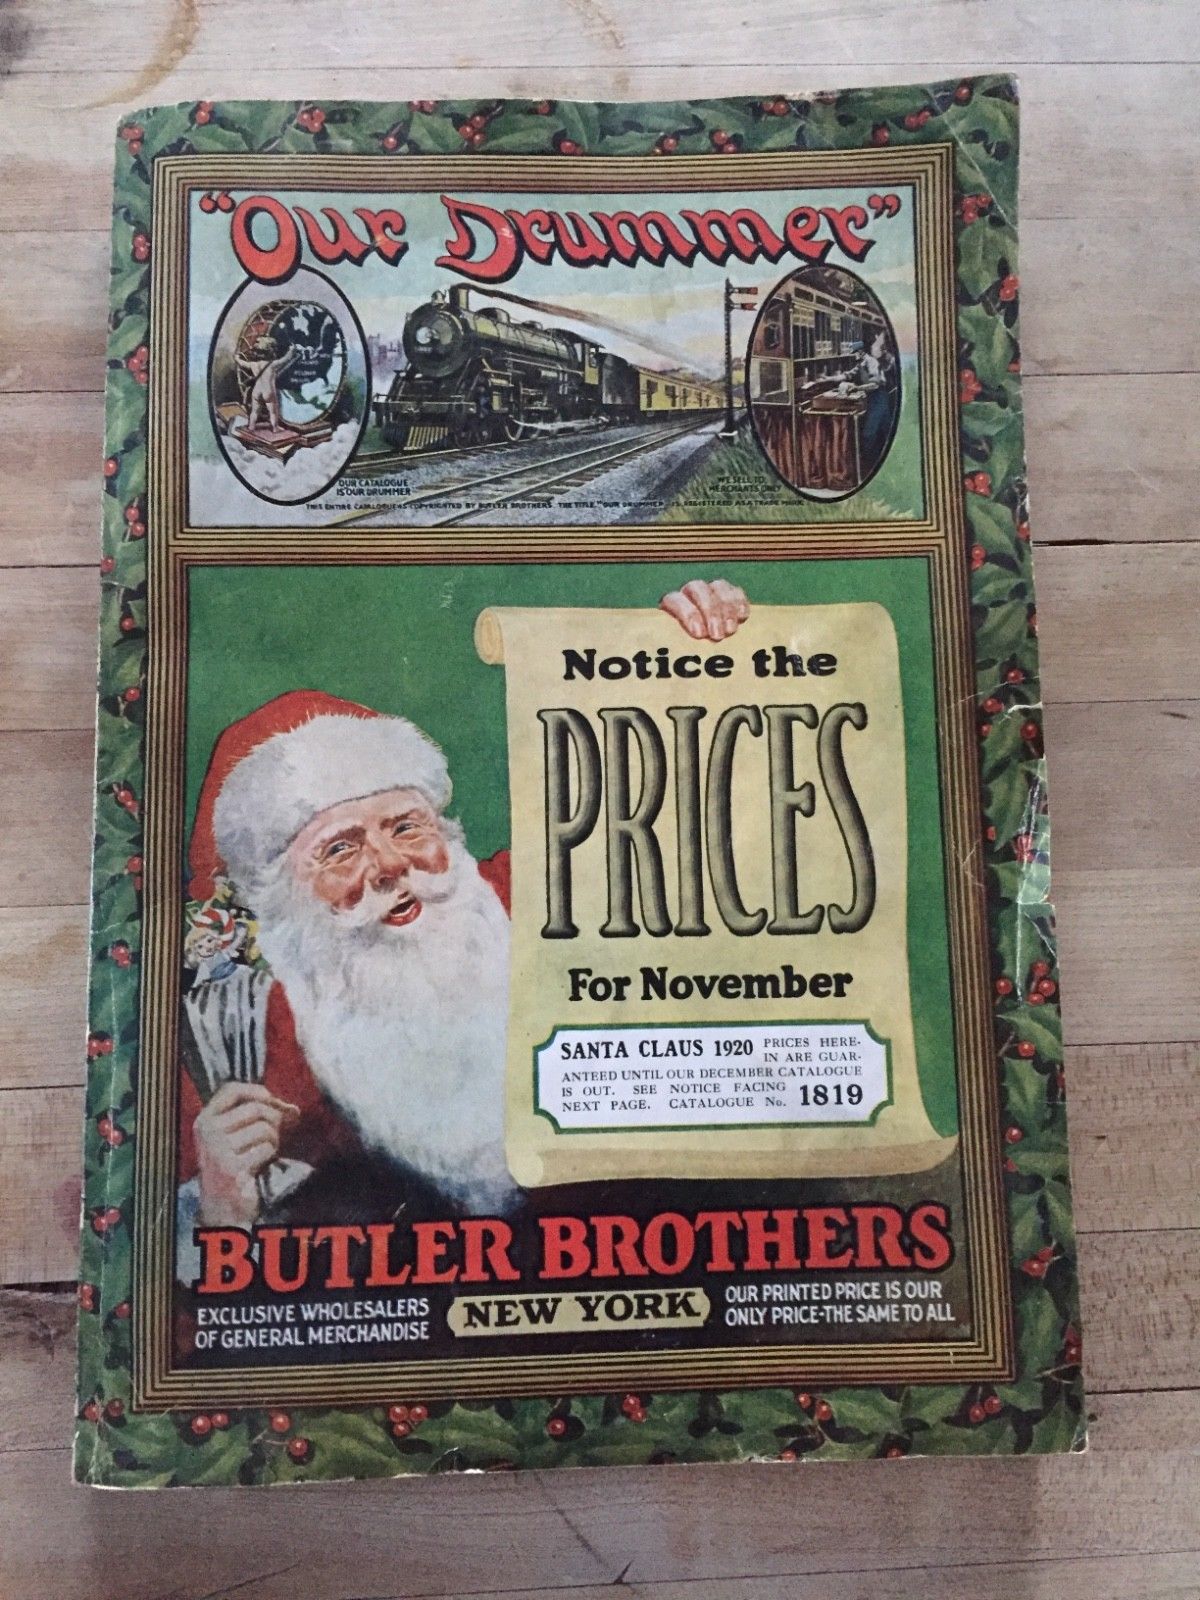 "Our Drummer"
OUR CATALOGUE
IS OUR DRUMMER
WE SELL TO
MERCHANTS ONLY
THIS ENTIRE CATALOGUE IS COPYRIGHTED BY BUTLER BROTHERS. THE TITLE, "OUR DRUMMER" IS REGISTERED AS A TRADE MARK.
Notice the
PRICES
For November
SANTA CLAUS 1920 PRICES HERE-
IN ARE GUAR-
ANTEED UNTIL OUR DECEMBER CATALOGUE
IS OUT. SEE NOTICE FACING
NEXT PAGE. CATALOGUE No. 1819
BUTLER BROTHERS
EXCLUSIVE WHOLESALERS
OF GENERAL MERCHANDISE
NEW YORK
OUR PRINTED PRICE IS OUR
ONLY PRICE-THE SAME TO ALL